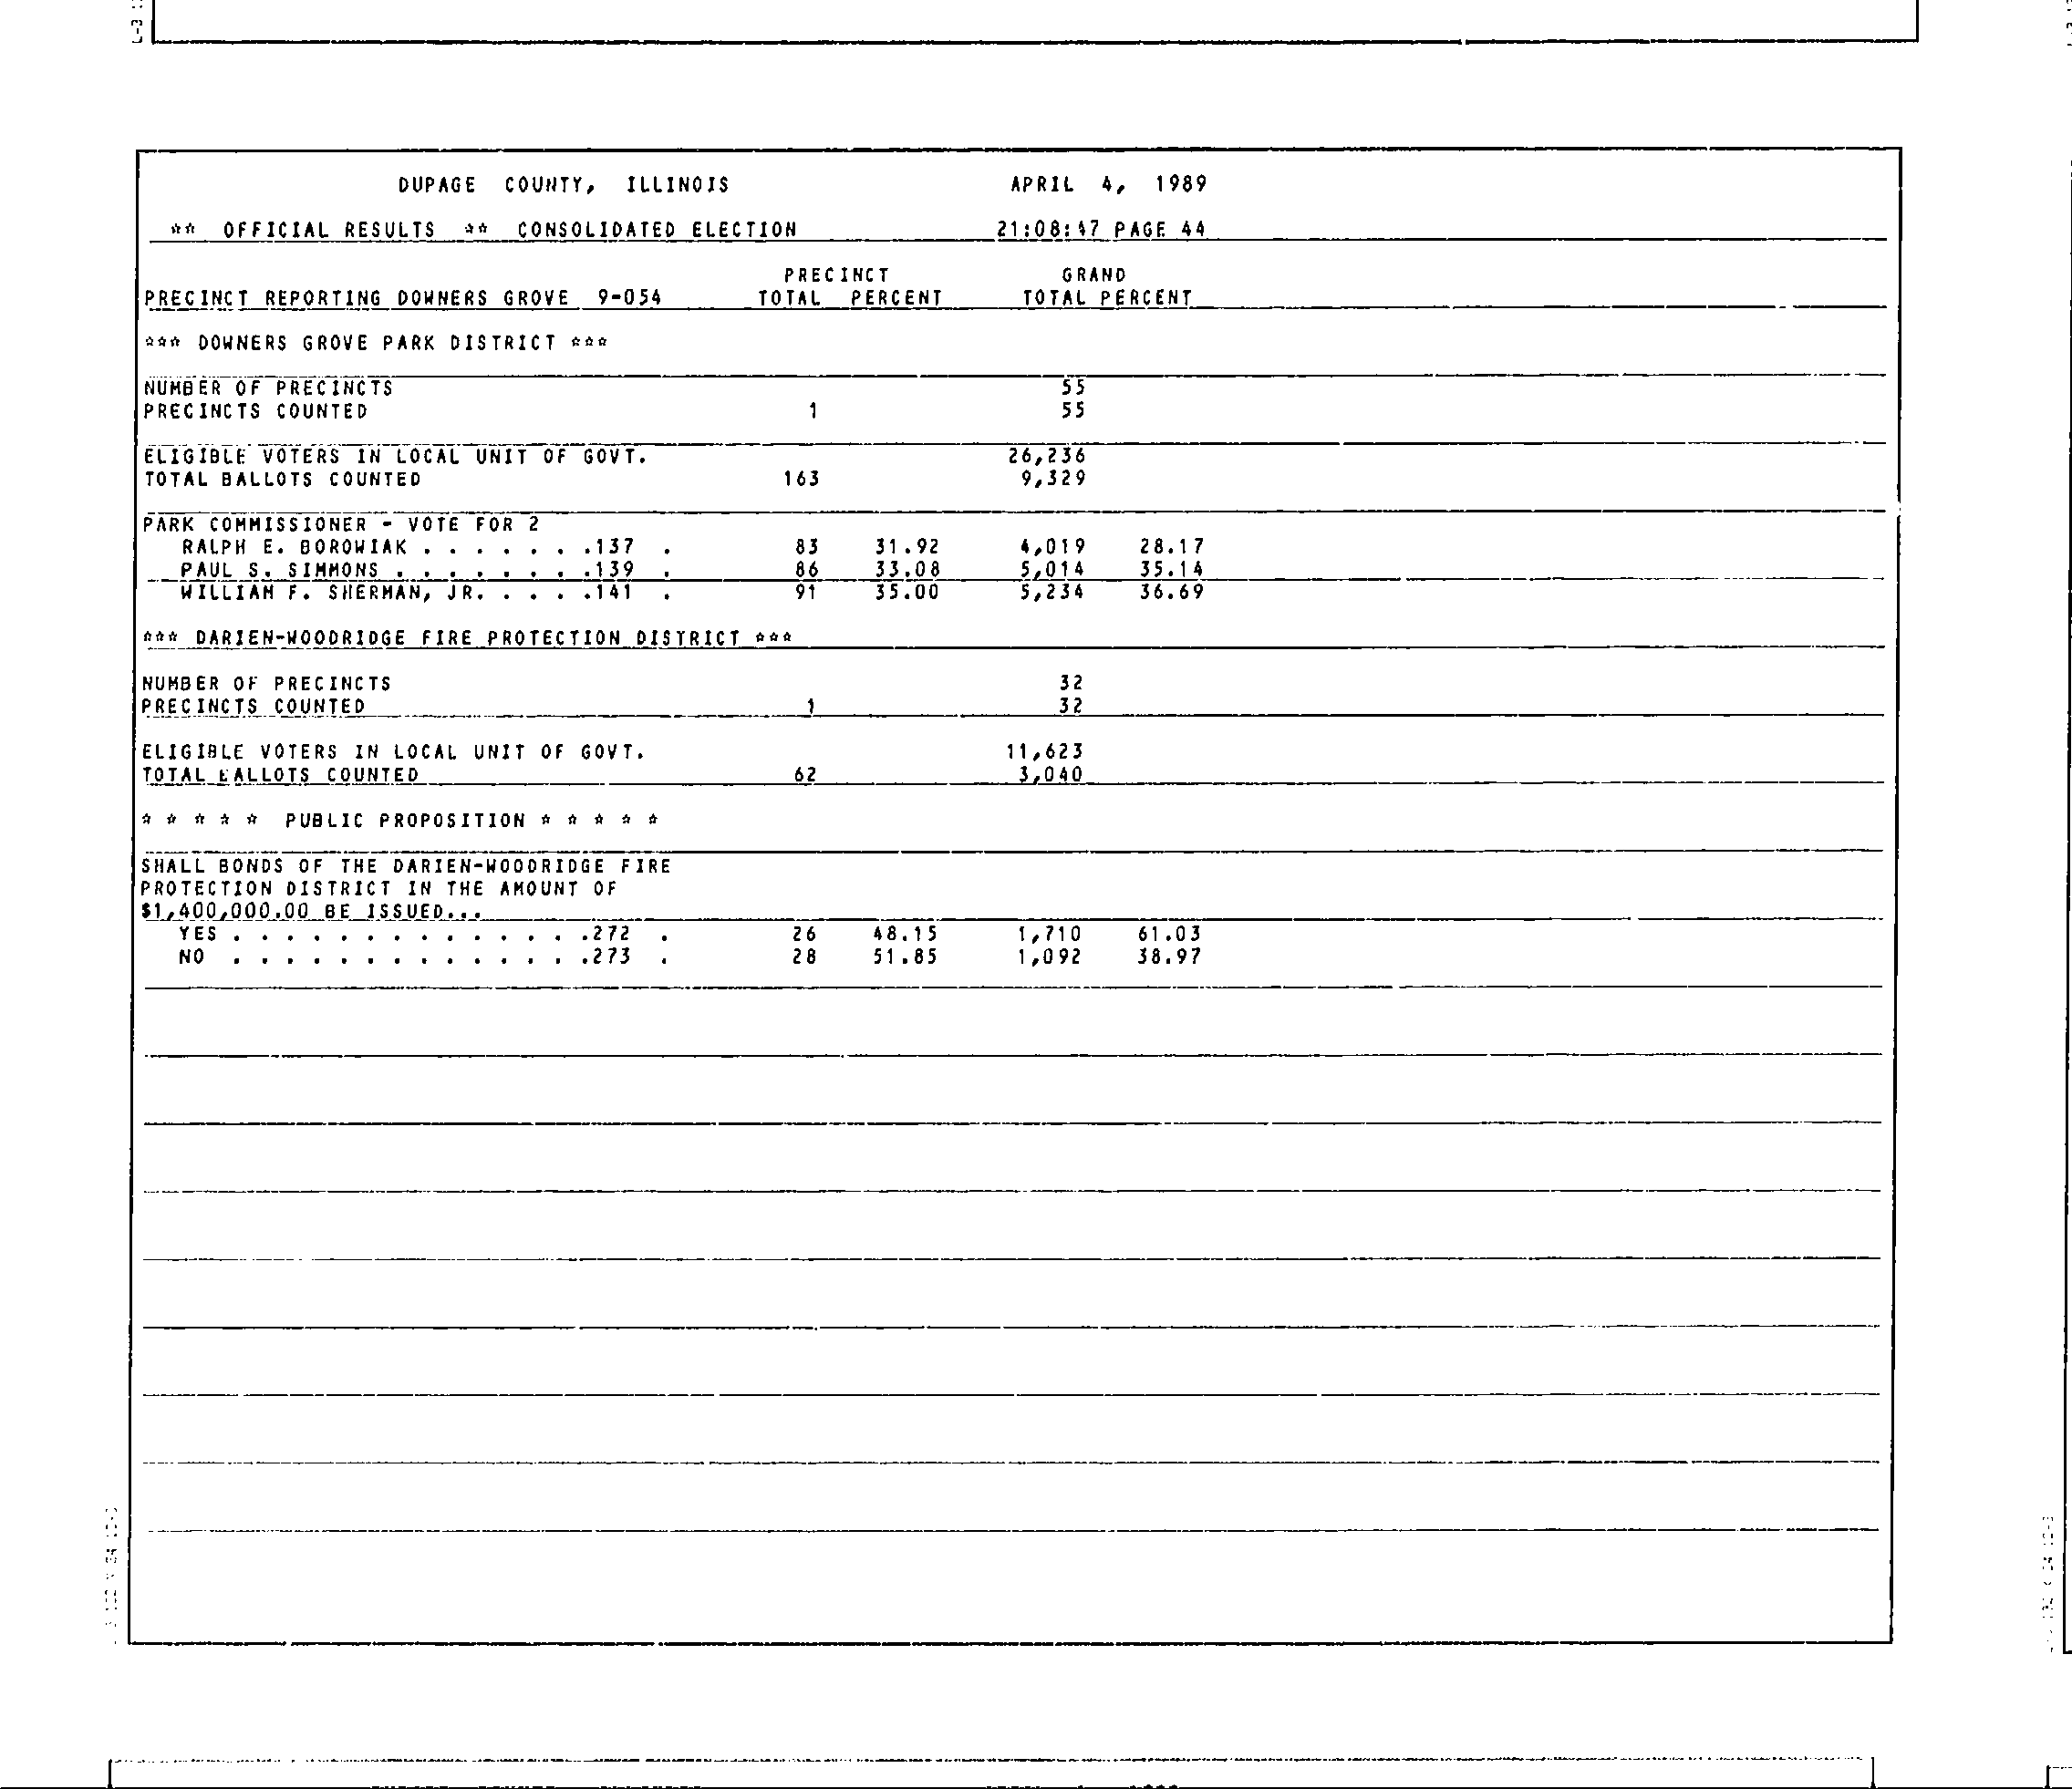 DUPAGE COUNTY, ILLINOIS APRIL 4, 1989
** OFFICIAL RESULTS ** CONSOLIDATED ELECTION 21:08:47 PAGE 44
PRECINCT GRAND
PRECINCT REPORTING DOWNERS GROVE 9-054 TOTAL PERCENT TOTAL PERCENT
*** DOWNERS GROVE PARK DISTRICT ***
NUMBER OF PRECINCTS 55
PRECINCTS COUNTED 1 55
ELIGIBLE VOTERS IN LOCAL UNIT OF GOVT. 26,236
TOTAL BALLOTS COUNTED 163 9,329
PARK COMMISSIONER - VOTE FOR 2
RALPH E. BOROWIAK . . . . . . .137 . 83 31.92 4,019 28.17
PAUL S. SIMMONS . . . . . . . .139 . 86 33.08 5,014 35.14
WILLIAM F. SHERMAN, JR. . . . .141 . 91 35.00 5,234 36.69
*** DARIEN-WOODRIDGE FIRE PROTECTION DISTRICT ***
NUMBER OF PRECINCTS 32
PRECINCTS COUNTED 1 32
ELIGIBLE VOTERS IN LOCAL UNIT OF GOVT. 11,623
TOTAL BALLOTS COUNTED 62 3,040
* * * * * PUBLIC PROPOSITION * * * * *
SHALL BONDS OF THE DARIEN-WOODRIDGE FIRE
PROTECTION DISTRICT IN THE AMOUNT OF
$1,400,000.00 BE ISSUED...
YES . . . . . . . . . . . . . .272 . 26 48.15 1,710 61.03
NO . . . . . . . . . . . . . .273 . 28 51.85 1,092 38.97